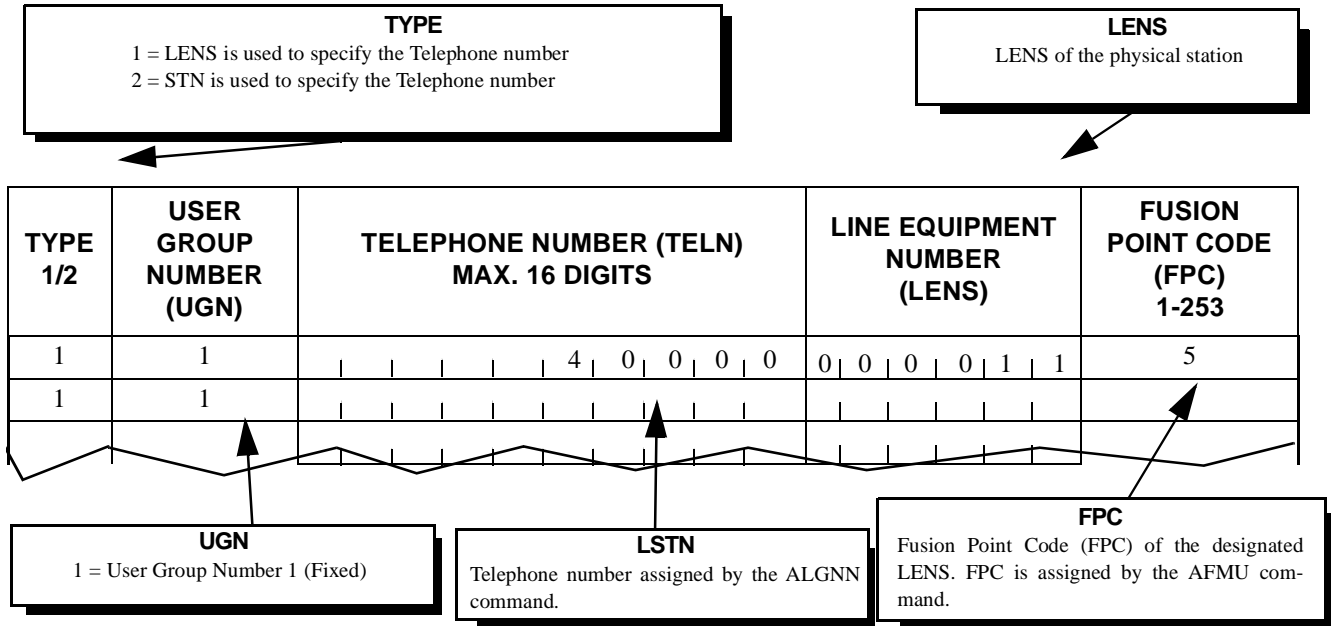 TYPE
1 = LENS is used to specify the Telephone number
2 = STN is used to specify the Telephone number
LENS
LENS of the physical station
TYPE
1/2
USER
GROUP
NUMBER
(UGN)
TELEPHONE NUMBER (TELN)
MAX. 16 DIGITS
LINE EQUIPMENT
NUMBER
(LENS)
FUSION
POINT CODE
(FPC)
1-253
1 1 4 0 0 0 0 0 0 0 0 1 1 5
1 1
UGN
1 = User Group Number 1 (Fixed)
LSTN
Telephone number assigned by the ALGNN
command.
FPC
Fusion Point Code (FPC) of the designated
LENS. FPC is assigned by the AFMU com-
mand.